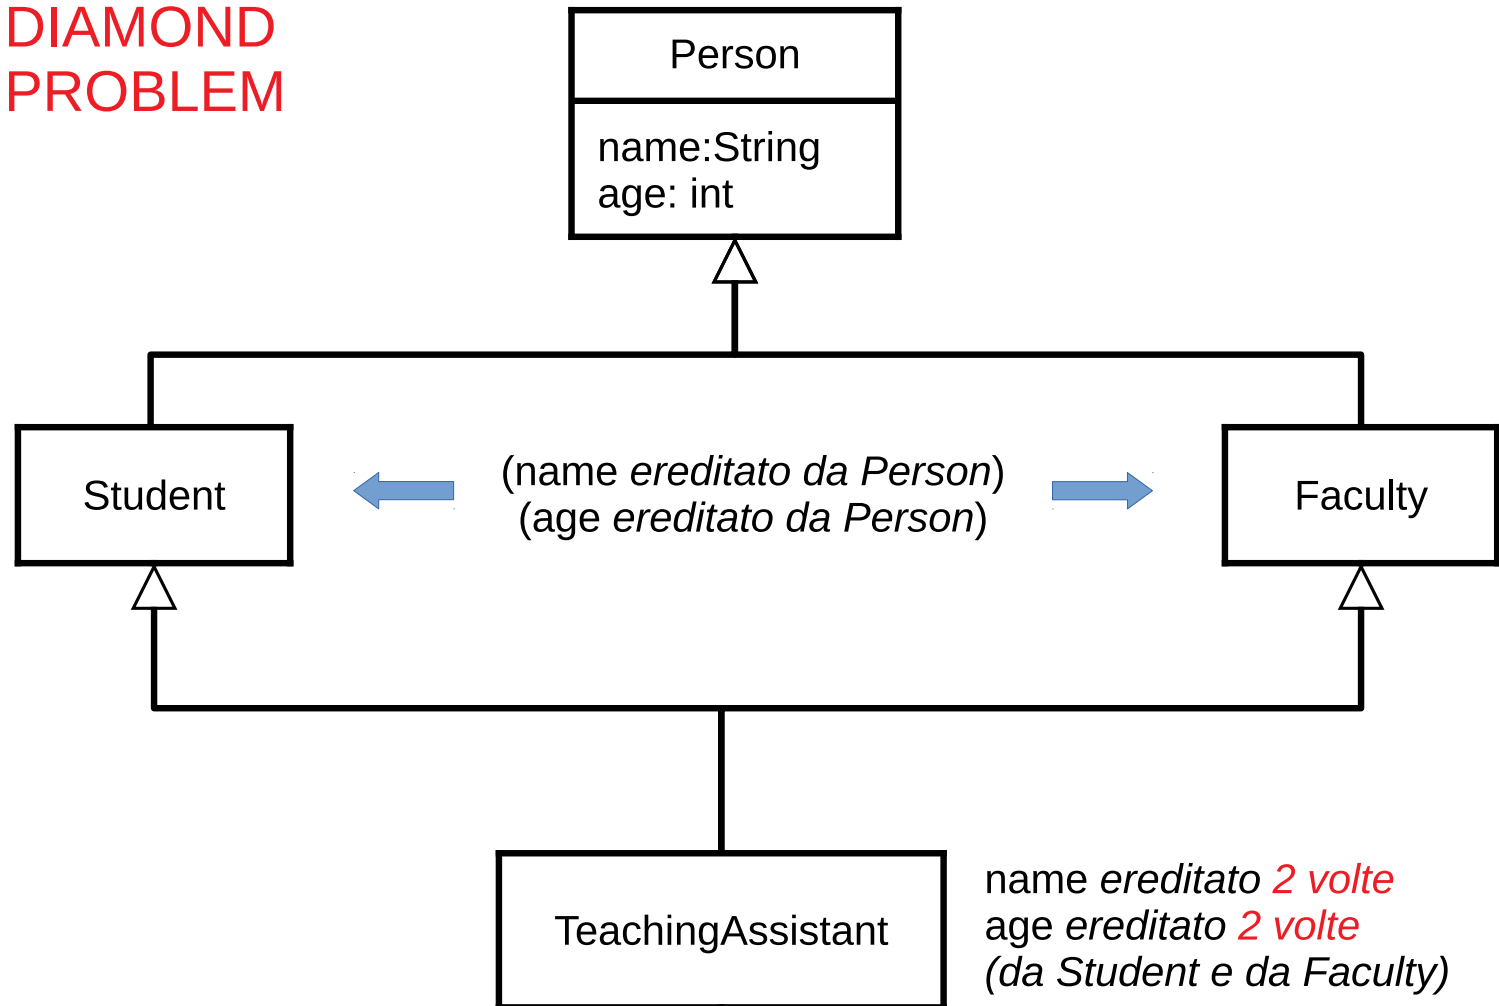 DIAMOND
PROBLEM
Person
name:String
age: int
Student
(name ereditato da Person)
(age ereditato da Person)
Faculty
TeachingAssistant
name ereditato 2 volte
age ereditato 2 volte
(da Student e da Faculty)